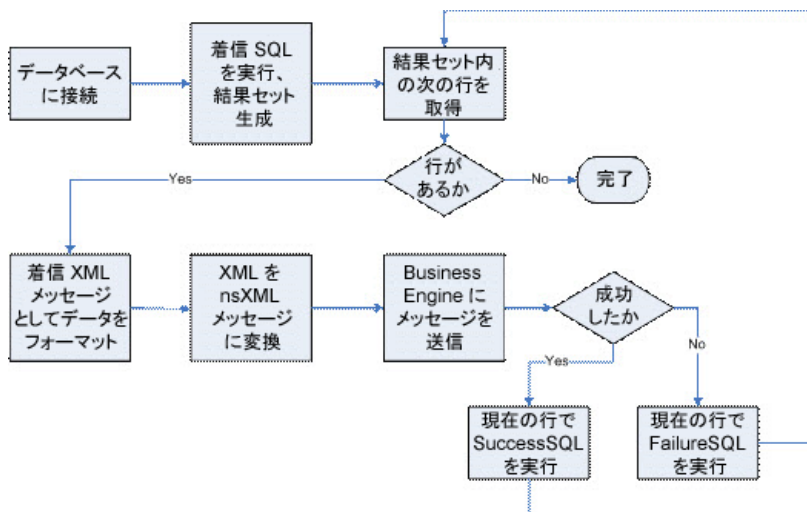 データベース
に接続
着信 SQL
を実行、
結果セット
生成
結果セット内
の次の行を
取得
行が
あるか
Yes
No
完了
着信 XML
メッセージ
としてデータを
フォーマット
XML を
nsXML
メッセージ
に変換
Business
Engine に
メッセージを
送信
成功
したか
Yes
No
現在の行で
SuccessSQL
を実行
現在の行で
FailureSQL
を実行